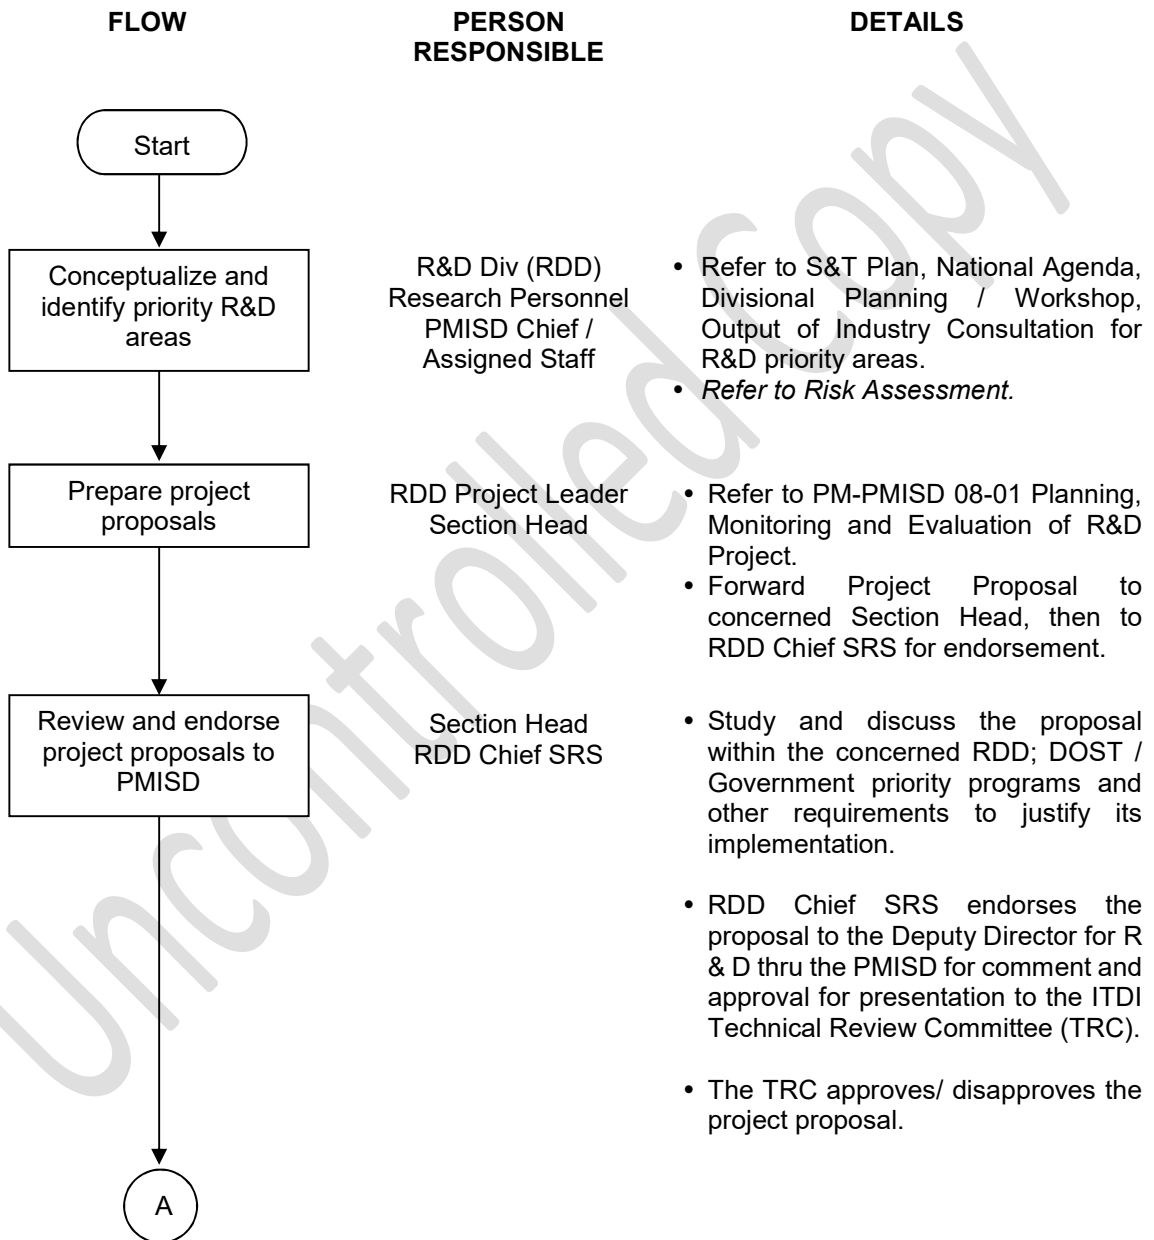 FLOW
PERSON
RESPONSIBLE
DETAILS
Start
Conceptualize and
identify priority R&D
areas
R&D Div (RDD)
Research Personnel
PMISD Chief /
Assigned Staff
• Refer to S&T Plan, National Agenda,
Divisional Planning / Workshop,
Output of Industry Consultation for
R&D priority areas.
• Refer to Risk Assessment.
Prepare project
proposals
RDD Project Leader
Section Head
• Refer to PM-PMISD 08-01 Planning,
Monitoring and Evaluation of R&D
Project.
• Forward Project Proposal to
concerned Section Head, then to
RDD Chief SRS for endorsement.
Review and endorse
project proposals to
PMISD
Section Head
RDD Chief SRS
• Study and discuss the proposal
within the concerned RDD; DOST /
Government priority programs and
other requirements to justify its
implementation.
• RDD Chief SRS endorses the
proposal to the Deputy Director for R
& D thru the PMISD for comment and
approval for presentation to the ITDI
Technical Review Committee (TRC).
• The TRC approves/ disapproves the
project proposal.
A
Uncontrolled Copy